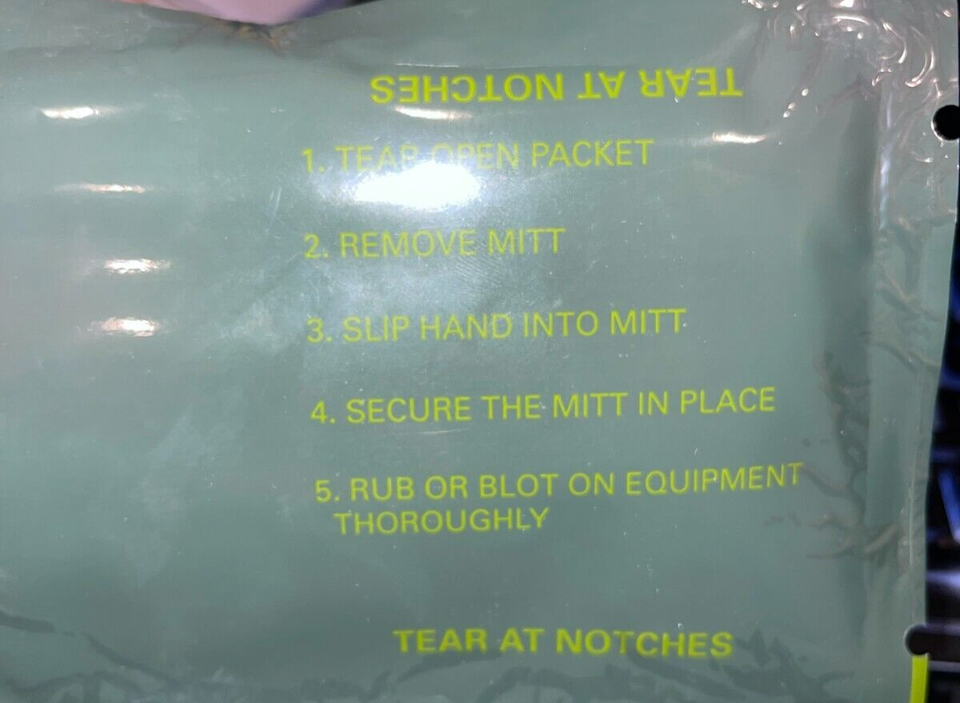 TEAR AT NOTCHES
1. TEAR OPEN PACKET
2. REMOVE MITT
3. SLIP HAND INTO MITT
4. SECURE THE MITT IN PLACE
5. RUB OR BLOT ON EQUIPMENT
THOROUGHLY
TEAR AT NOTCHES